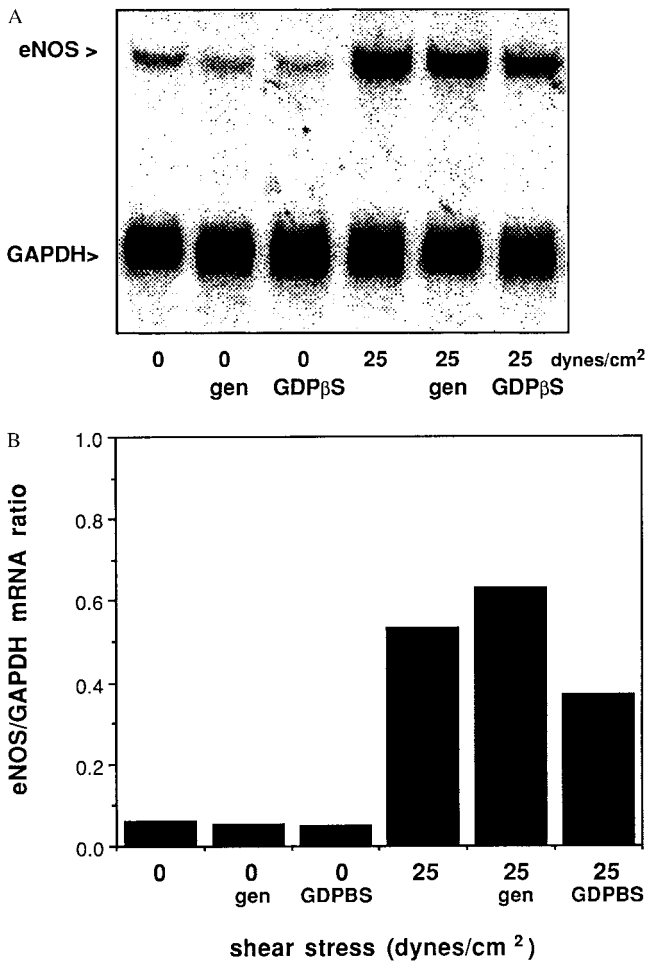 A
eNOS >
GAPDH>
0 0 0 25 25 25 dynes/cm²
gen GDPβS gen GDPβS
B
eNOS/GAPDH mRNA ratio
1.0
0.8
0.6
0.4
0.2
0.0
0 0 0 25 25 25
gen GDPBS gen GDPBS
shear stress (dynes/cm ²)